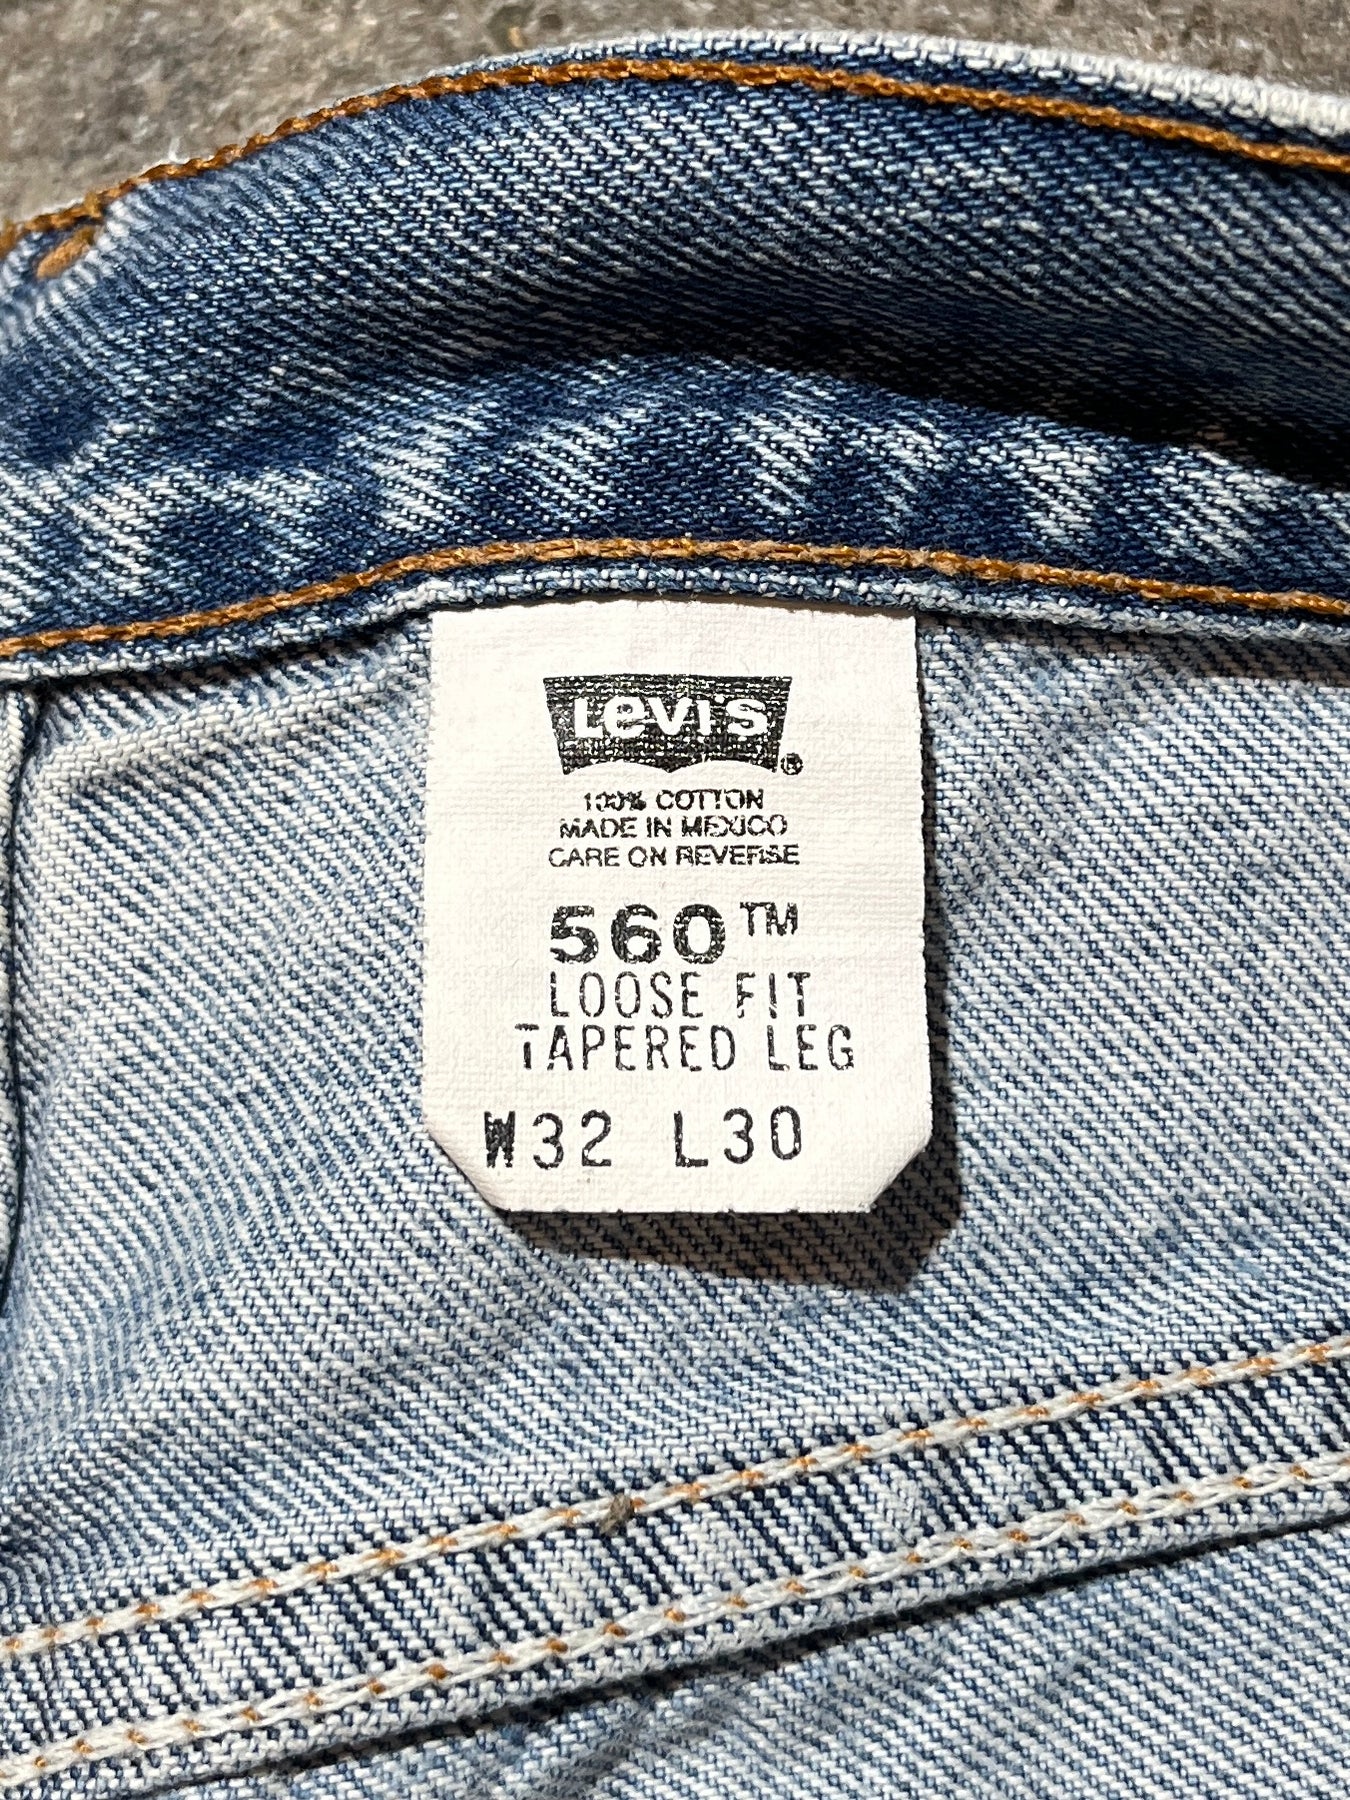 Levi's®
100% COTTON
MADE IN MEXICO
CARE ON REVERSE
560™
LOOSE FIT
TAPERED LEG
W32 L30